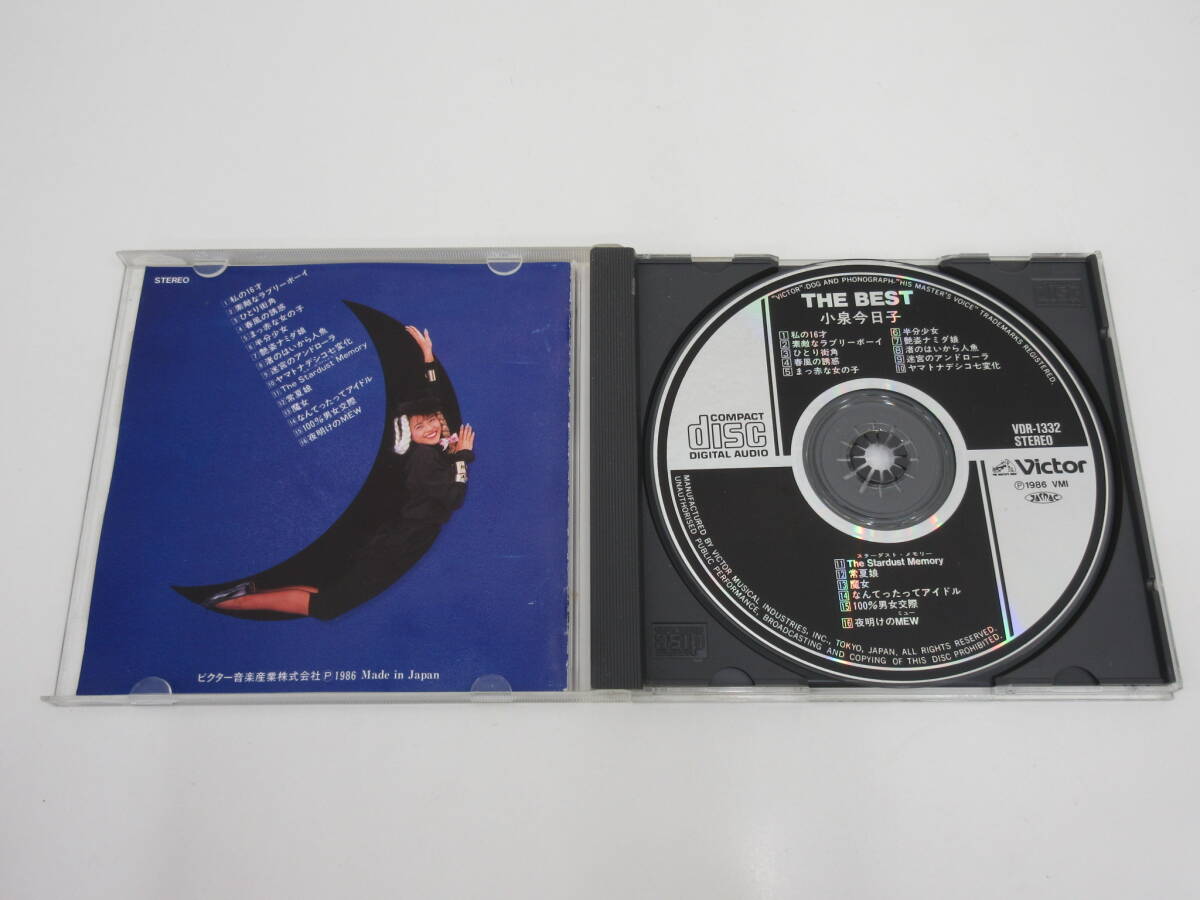 STEREO
1 私の16才
2 素敵なラブリーボーイ
3 ひとり街角
4 春風の誘惑
5 まっ赤な女の子
6 半分少女
7 艶姿ナミダ娘
8 渚のはいから人魚
9 迷宮のアンドローラ
10 ヤマトナデシコ七変化
11 The Stardust Memory
12 常夏娘
13 魔女
14 なんてったってアイドル
15 100%男女交際
16 夜明けのMEW
ビクター音楽産業株式会社 Ⓟ 1986 Made in Japan
"VICTOR"-DOG AND PHONOGRAPH-"HIS MASTER'S VOICE" TRADEMARKS REGISTERED.
THE BEST
小泉今日子
1 私の16才
2 素敵なラブリーボーイ
3 ひとり街角
4 春風の誘惑
5 まっ赤な女の子
6 半分少女
7 艶姿ナミダ娘
8 渚のはいから人魚
9 迷宮のアンドローラ
10 ヤマトナデシコ七変化
COMPACT
disc
DIGITAL AUDIO
VDR-1332
STEREO
Victor
Ⓟ1986 VMI
JASRAC
スターダスト・メモリー
11 The Stardust Memory
12 常夏娘
13 魔女
14 なんてったってアイドル
15 100%男女交際
ミュー
16 夜明けのMEW
MANUFACTURED BY VICTOR MUSICAL INDUSTRIES, INC., TOKYO, JAPAN, ALL RIGHTS RESERVED.
UNAUTHORISED PUBLIC PERFORMANCE, BROADCASTING AND COPYING OF THIS DISC PROHIBITED.